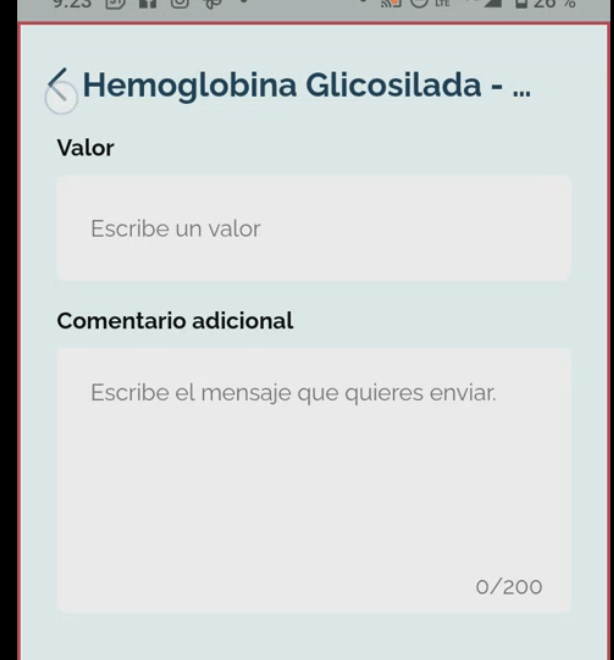 9:23 26 %
Hemoglobina Glicosilada - ...
Valor
Escribe un valor
Comentario adicional
Escribe el mensaje que quieres enviar.
0/200